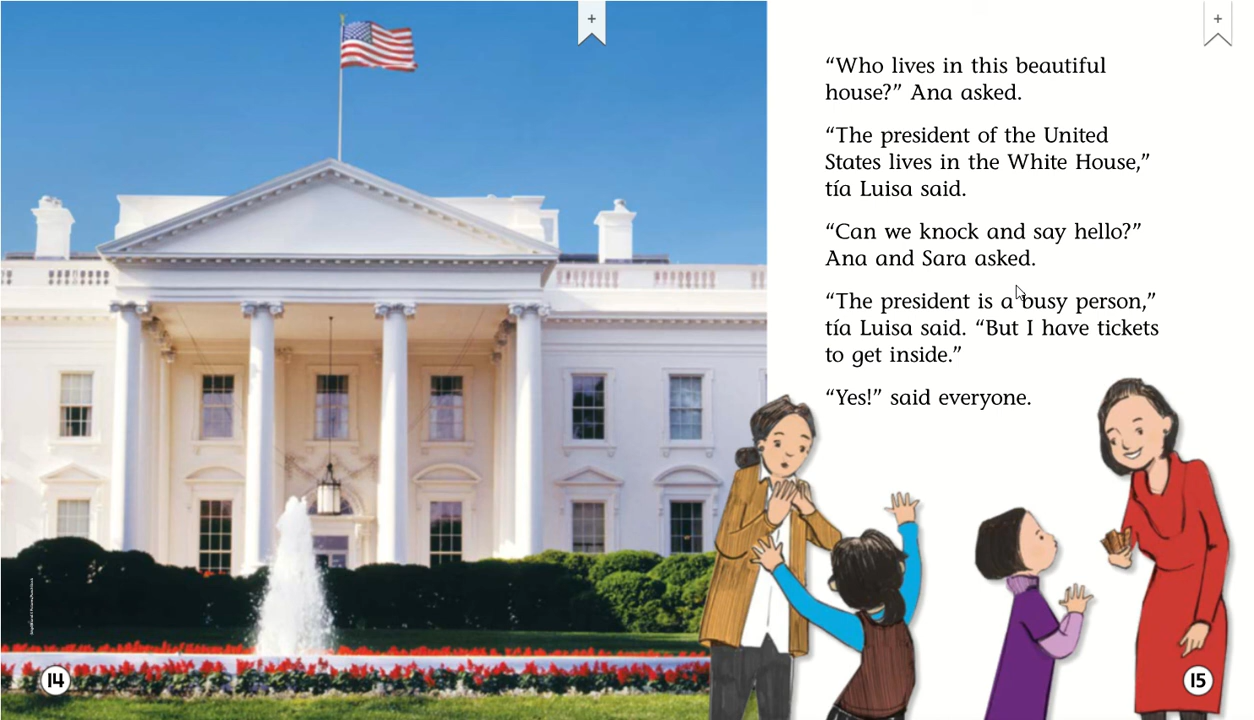 “Who lives in this beautiful
house?” Ana asked.
“The president of the United
States lives in the White House,”
tía Luisa said.
“Can we knock and say hello?”
Ana and Sara asked.
“The president is a busy person,”
tía Luisa said. “But I have tickets
to get inside.”
“Yes!” said everyone.
14
15